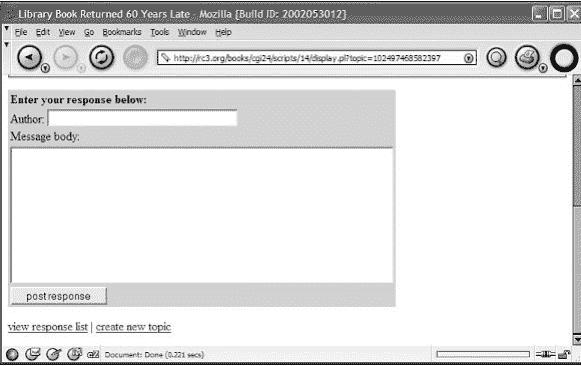 Library Book Returned 60 Years Late - Mozilla {Build ID: 2002053012}
File Edit View Go Bookmarks Tools Window Help
http://rc3.org/books/cgi24/scripts/14/display.pl?topic=102497468582397
Enter your response below:
Author:
Message body:
post response
view response list | create new topic
Document: Done (0.221 secs)